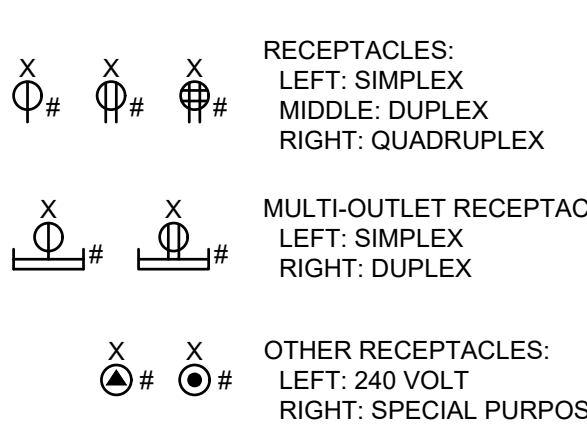 X X X
# # #
RECEPTACLES:
LEFT: SIMPLEX
MIDDLE: DUPLEX
RIGHT: QUADRUPLEX
X X
# #
MULTI-OUTLET RECEPTAC
LEFT: SIMPLEX
RIGHT: DUPLEX
X X
# #
OTHER RECEPTACLES:
LEFT: 240 VOLT
RIGHT: SPECIAL PURPOS